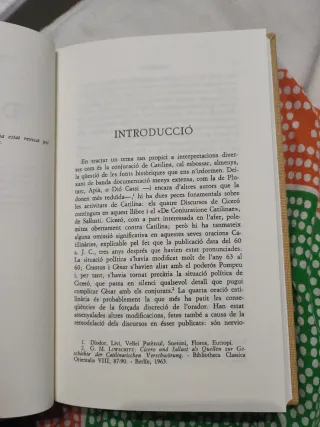 INTRODUCCIÓ
En tractar un tema tan propici a interpretacions diver-
ses com és la conjuració de Catilina, cal esbossar, almenys,
la qüestió de les fonts històriques que ens n'informen. Dei-
xant de banda documentació menys extensa, com la de Plu-
tarc, Apià, o Dió Cassi —i encara d'altres autors que la
donen més reduïda—,¹ hi ha dues peces fonamentals sobre
les activitats de Catilina: els quatre Discursos de Ciceró
continguts en aquest llibre i el «De Coniuratione Catilinae»,
de Sal·lusti. Ciceró, com a part interessada en l'afer, pole-
mitza obertament contra Catilina; però hi ha tanmateix
alguna omissió significativa en aquestes seves oracions Ca-
tilinàries, explicable pel fet que la publicació data del 60
a. J. C., tres anys després que havien estat pronunciades.
La situació política s'havia modificat molt de l'any 63 al
60; Crassus i Cèsar s'havien aliat amb el poderós Pompeu
i, per tant, s'havia tornat precària la situació política de
Ciceró, que passa en silenci qualsevol detall que pogui
pugui complicar Cèsar amb els conjurats.² La quarta oració cati-
linària és probablement la que més ha patit les conse-
qüències de la forçada discreció de l'orador. Han estat
assenyalades altres modificacions, fetes també a causa de la
remodelació dels discursos en ésser publicats: són nervio-
1. Diodor, Livi, Vel·lei Patèrcul, Suetoni, Florus, Eutropi.
2. G. M. LIWSCHITZ, Cicero und Sallust als Quellen zur Ge-
schichte der Catilinarischen Verschwörung. - Bibliotheca Classica
Orientalis VIII, 87-90. - Berlín, 1963.